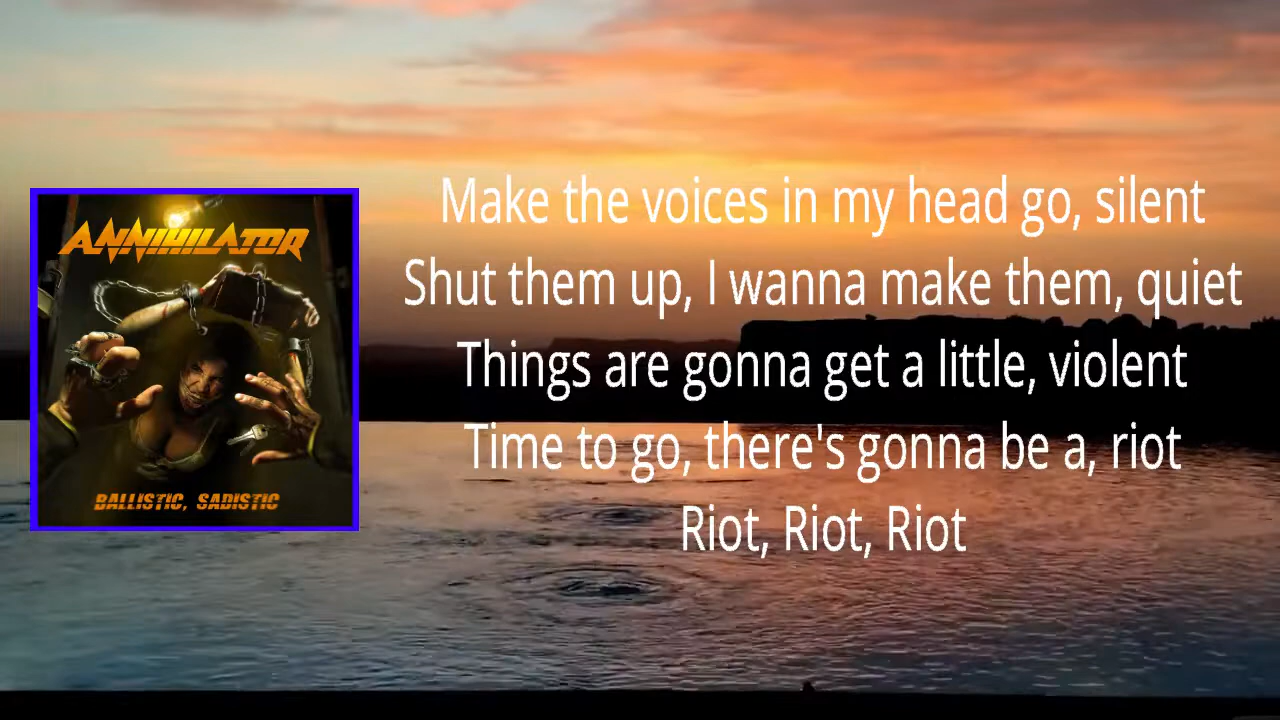 ANNIHILATOR
BALLISTIC, SADISTIC
Make the voices in my head go, silent
Shut them up, I wanna make them, quiet
Things are gonna get a little, violent
Time to go, there's gonna be a, riot
Riot, Riot, Riot